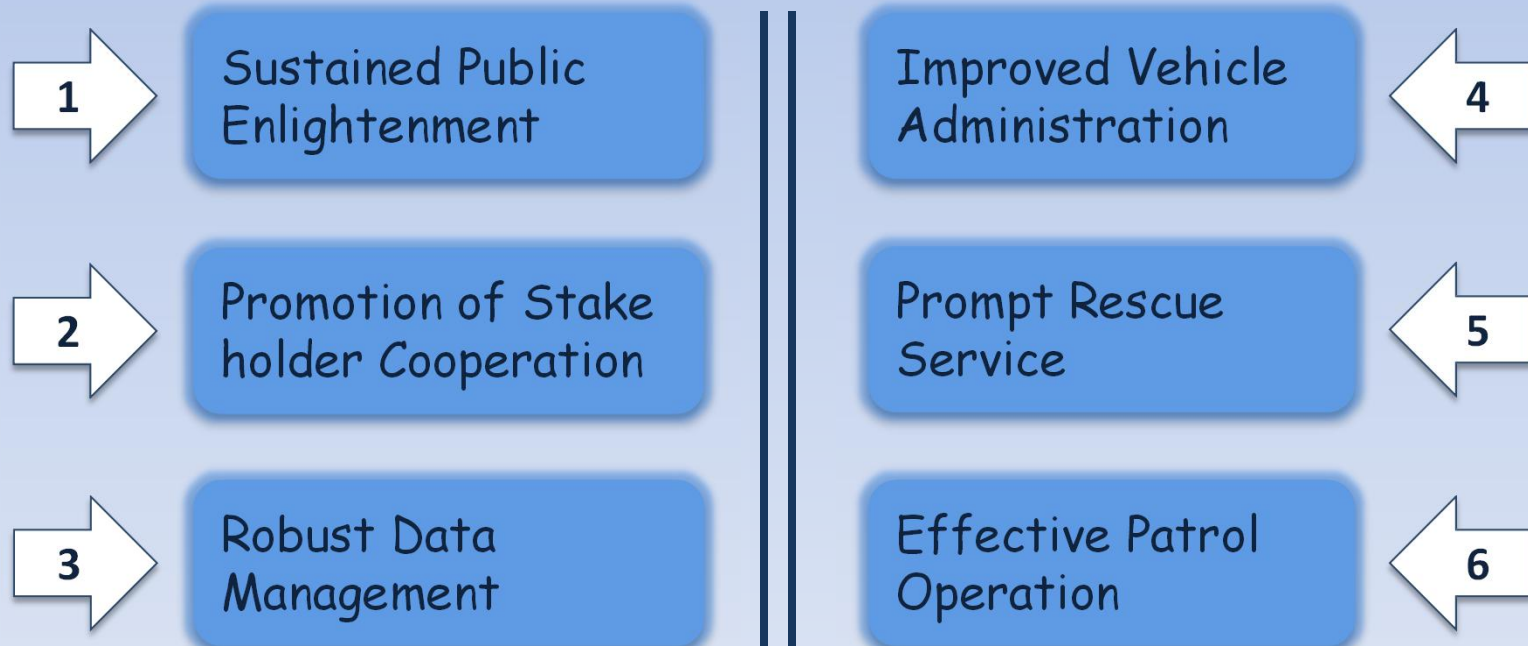 1
Sustained Public
Enlightenment
2
Promotion of Stake
holder Cooperation
3
Robust Data
Management
Improved Vehicle
Administration
4
Prompt Rescue
Service
5
Effective Patrol
Operation
6